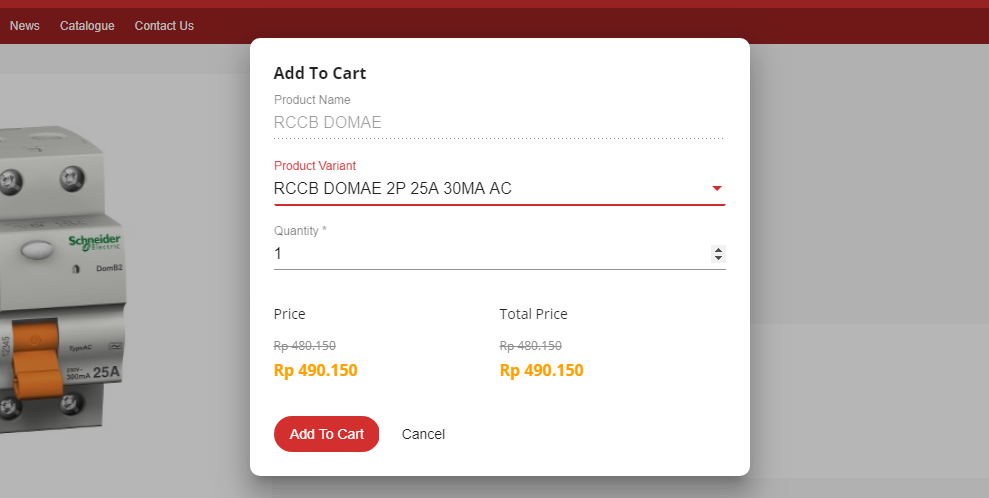 News Catalogue Contact Us
Add To Cart
Product Name
RCCB DOMAE
Product Variant
RCCB DOMAE 2P 25A 30MA AC
Quantity *
1
Price Total Price
Rp 480.150 Rp 480.150
Rp 490.150 Rp 490.150
Add To Cart Cancel
Schneider
Electric
DomB2
12345
TypeAC
230V~
300mA 25A